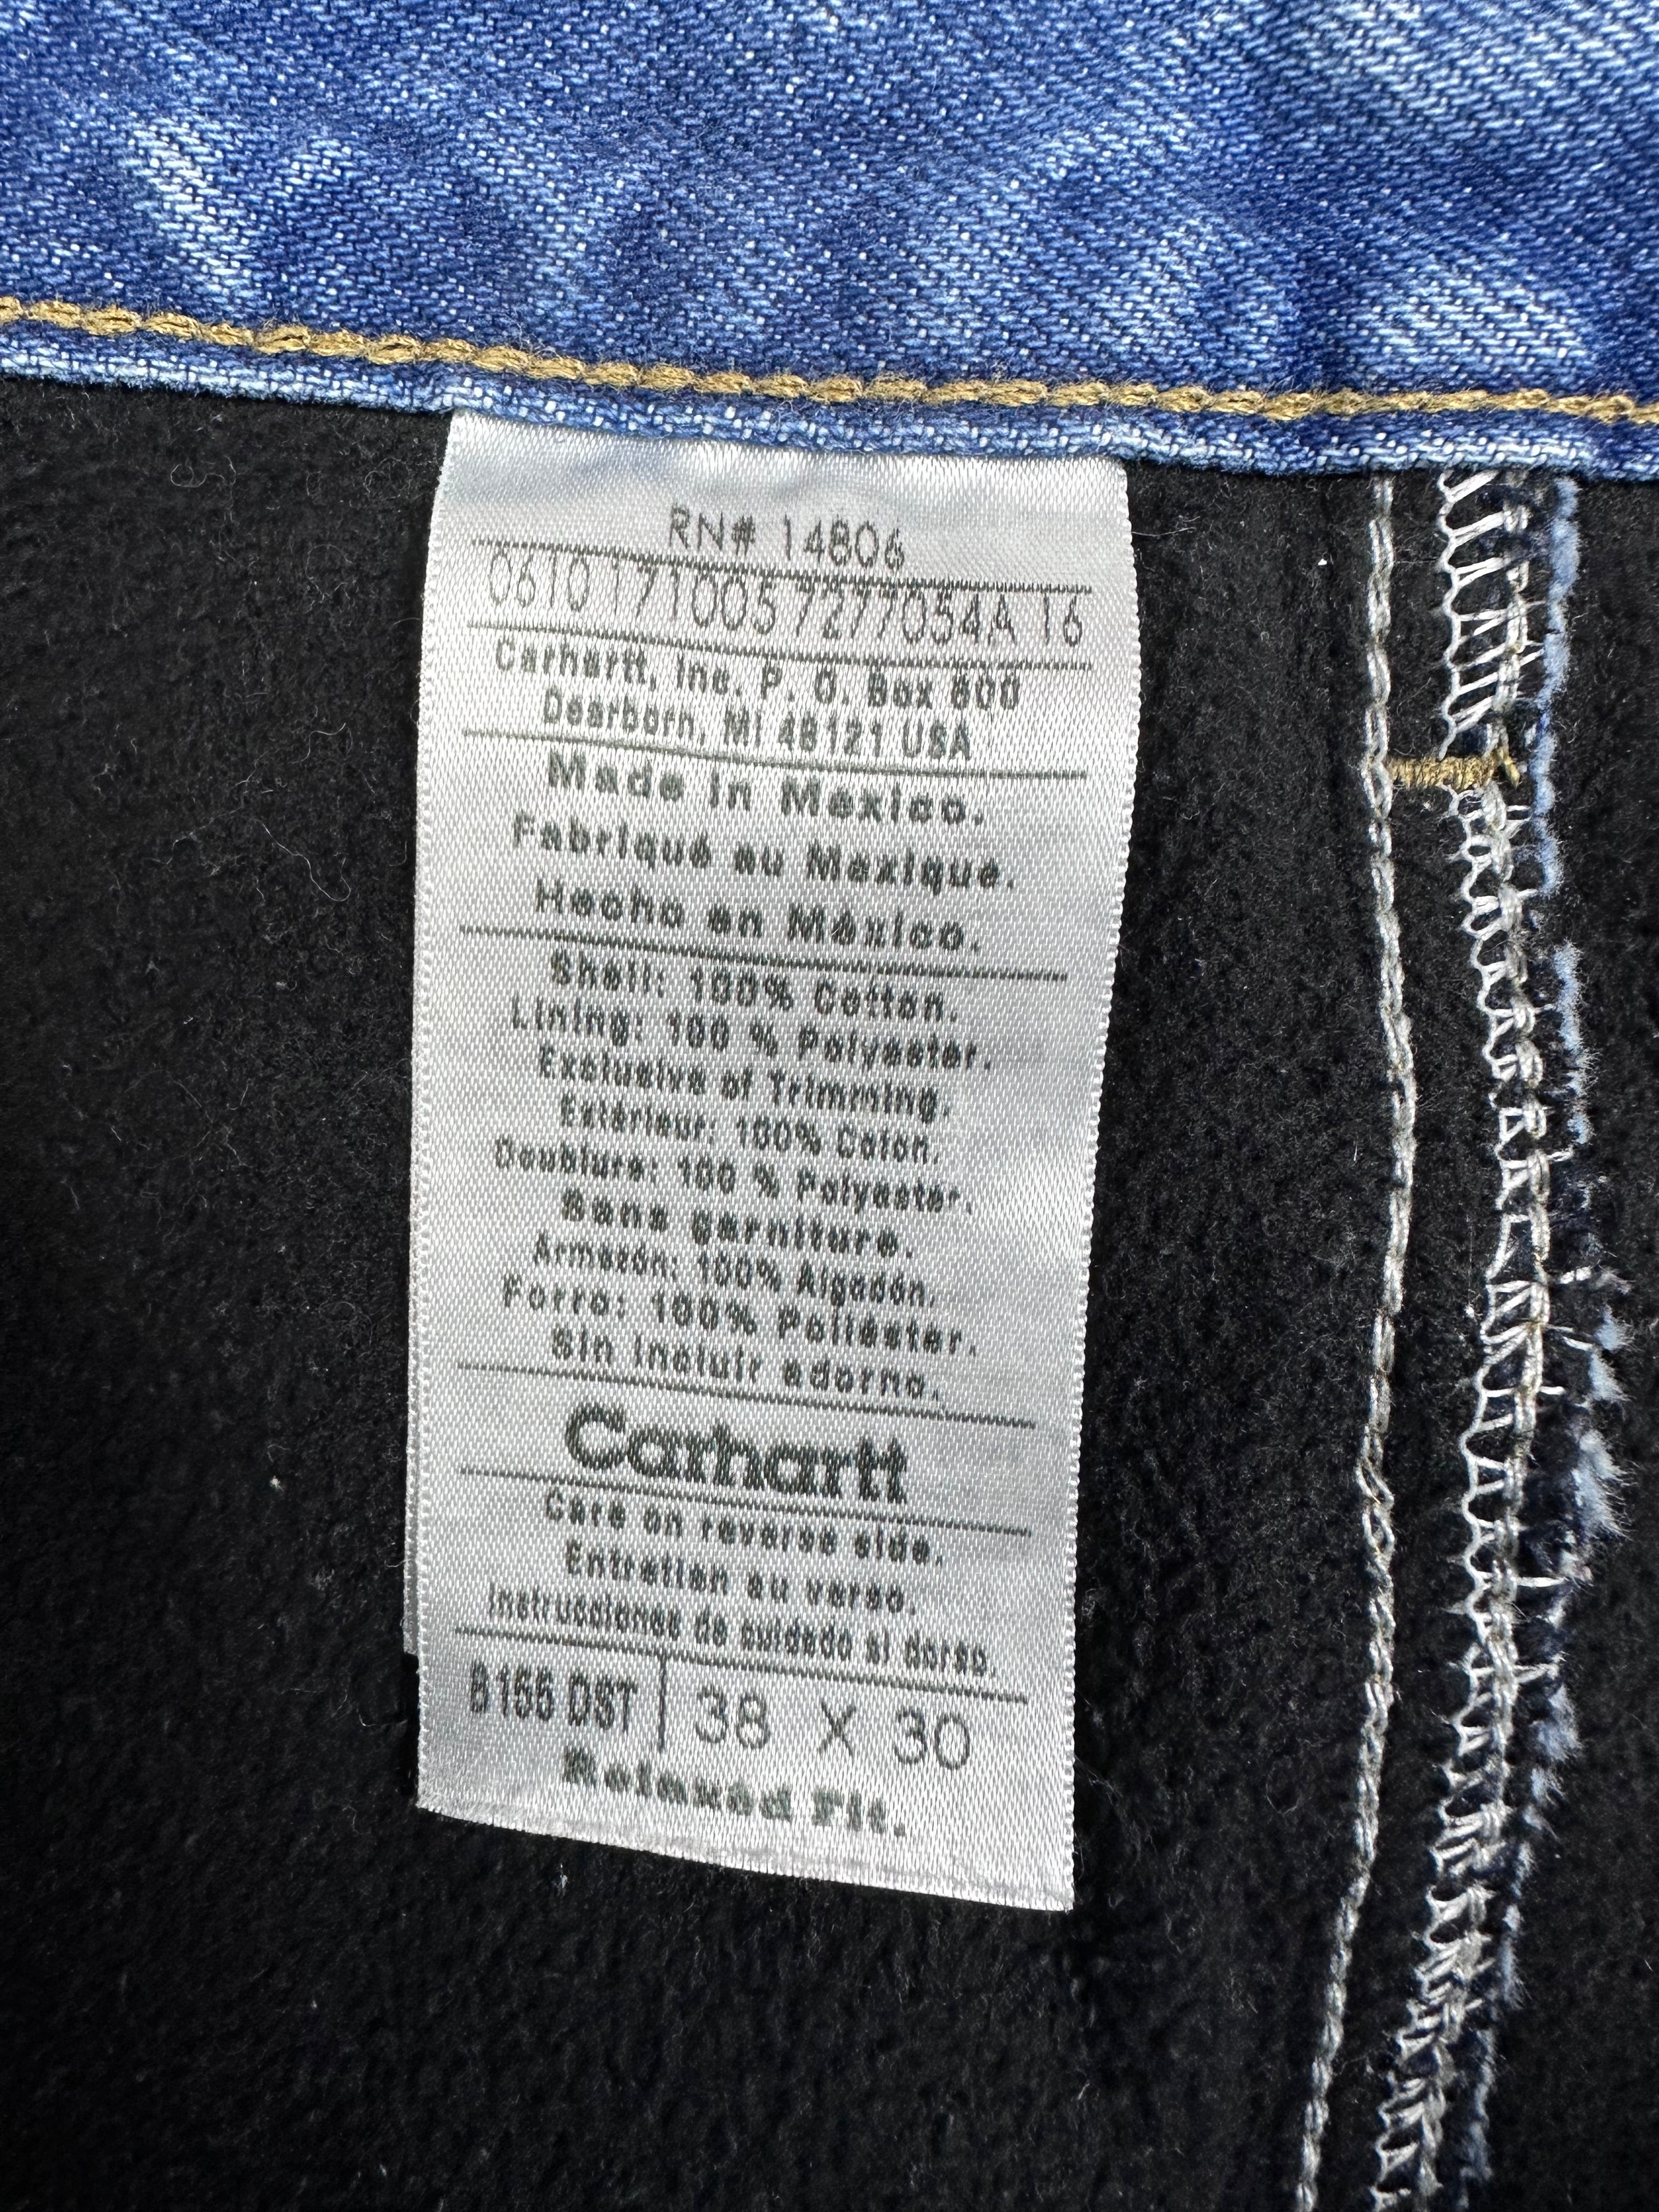 RN# 14806
0610 171005 7277054A 16
Carhartt, Inc. P. O. Box 600
Dearborn, MI 48121 USA
Made in Mexico.
Fabriqué au Mexique.
Hecho en México.
Shell: 100% Cotton.
Lining: 100 % Polyester.
Exclusive of Trimming.
Extérieur: 100% Coton.
Doublure: 100 % Polyester.
Sans garniture.
Armazón: 100% Algodón.
Forro: 100% Poliéster.
Sin incluir adorno.
Carhartt
Care on reverse side.
Entretien au verso.
Instrucciones de cuidado al dorso.
B155 DST | 38 X 30
Relaxed Fit.